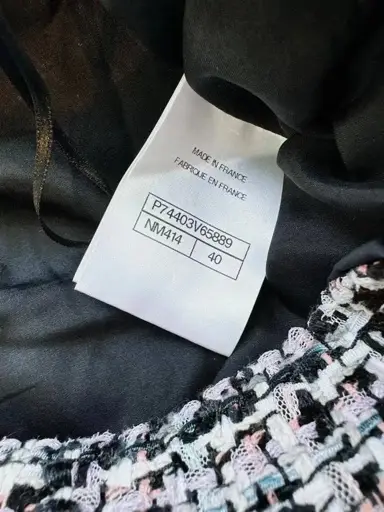 MADE IN FRANCE
FABRIQUE EN FRANCE
P74403V65889
NM414 40